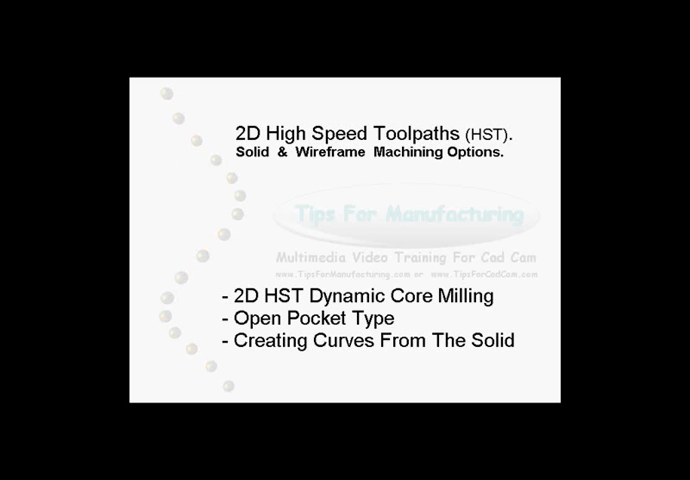 2D High Speed Toolpaths (HST).
Solid & Wireframe Machining Options.
Tips For Manufacturing
Multimedia Video Training For Cad Cam
www.TipsForManufacturing.com or www.TipsForCadCam.com
- 2D HST Dynamic Core Milling
- Open Pocket Type
- Creating Curves From The Solid